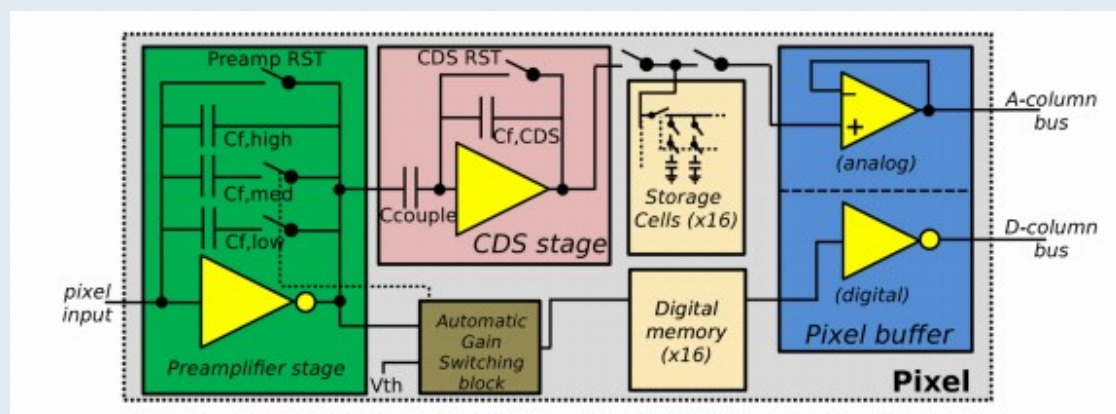 Preamp RST
Cf,high
Cf,med
Cf,low
pixel
input
Preamplifier stage
CDS RST
Cf,CDS
Ccouple
CDS stage
Automatic
Gain
Switching
block
Vth
Storage
Cells (x16)
Digital
memory
(x16)
−
+
(analog)
(digital)
Pixel buffer
A-column
bus
D-column
bus
Pixel